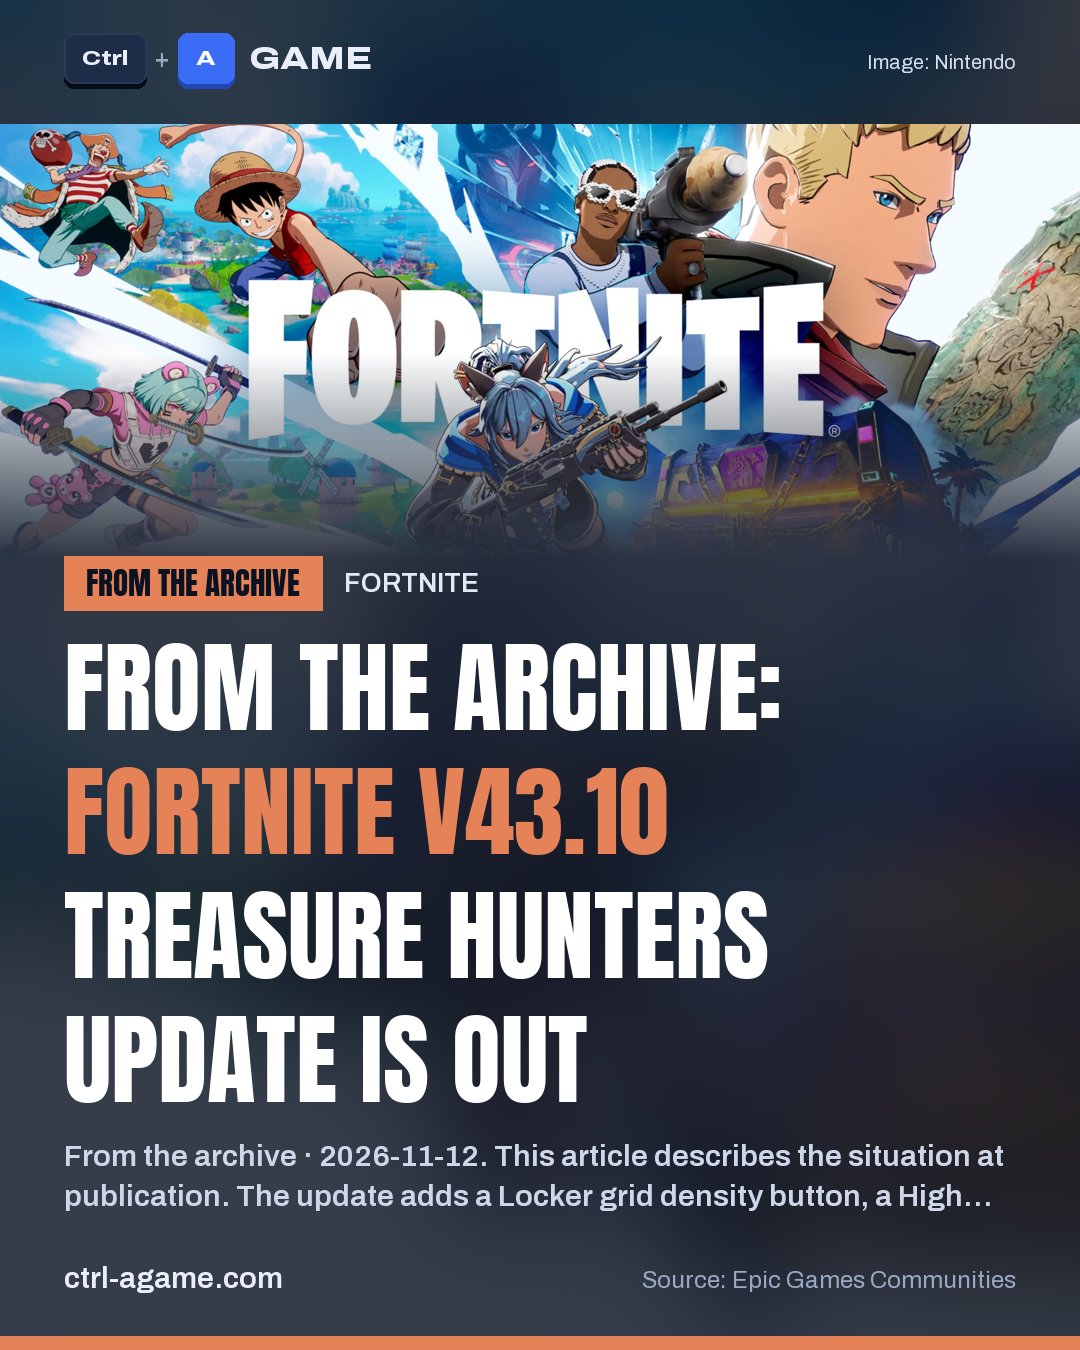 Ctrl + A GAME
Image: Nintendo
FORTNITE
®
FROM THE ARCHIVE
FORTNITE
FROM THE ARCHIVE:
FORTNITE V43.10
TREASURE HUNTERS
UPDATE IS OUT
From the archive · 2026-11-12. This article describes the situation at
publication. The update adds a Locker grid density button, a High...
ctrl-agame.com
Source: Epic Games Communities